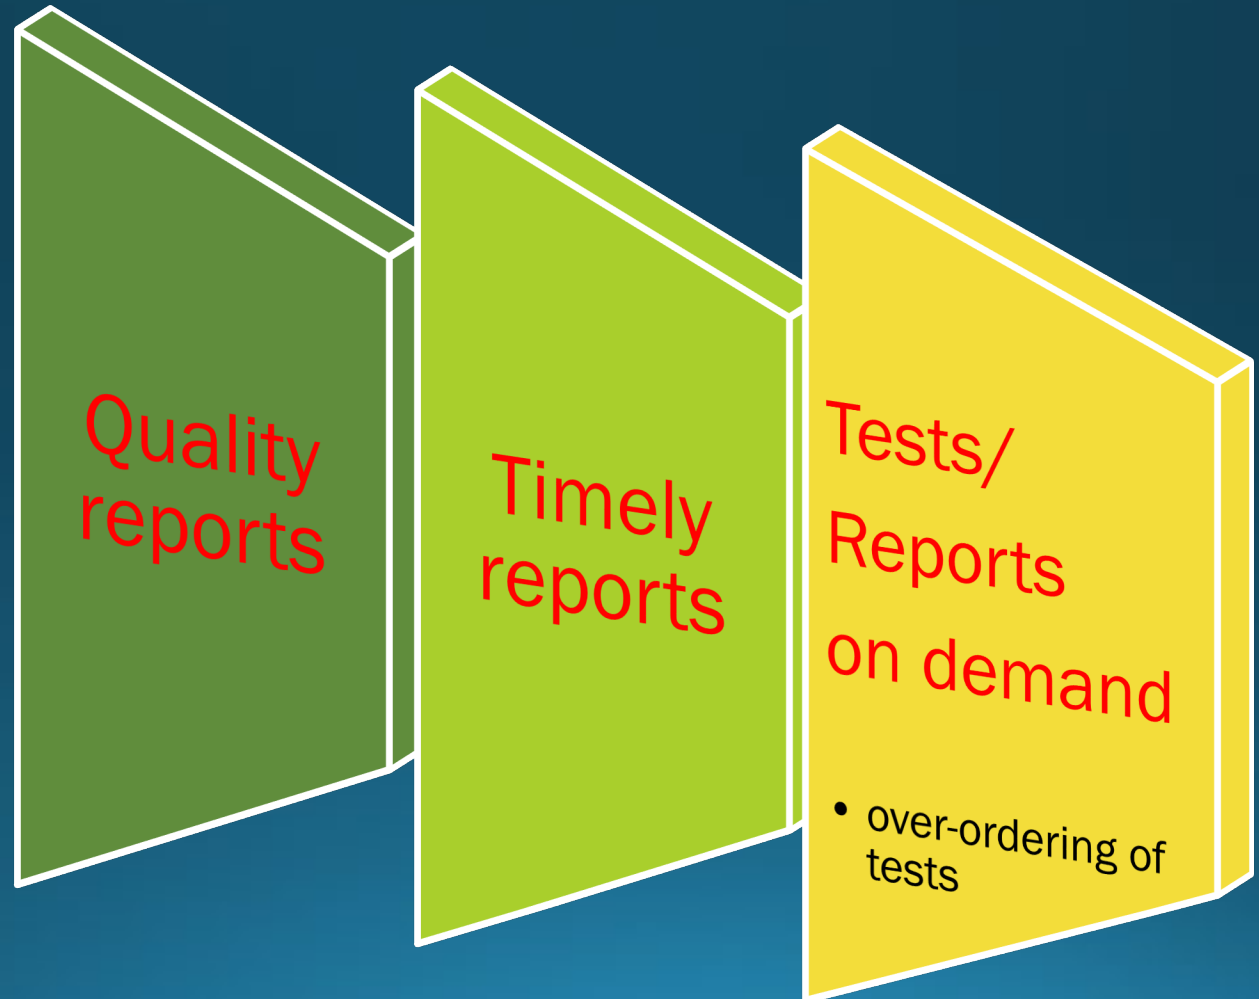 Quality
reports
Timely
reports
Tests/
Reports
on demand
• over-ordering of
tests